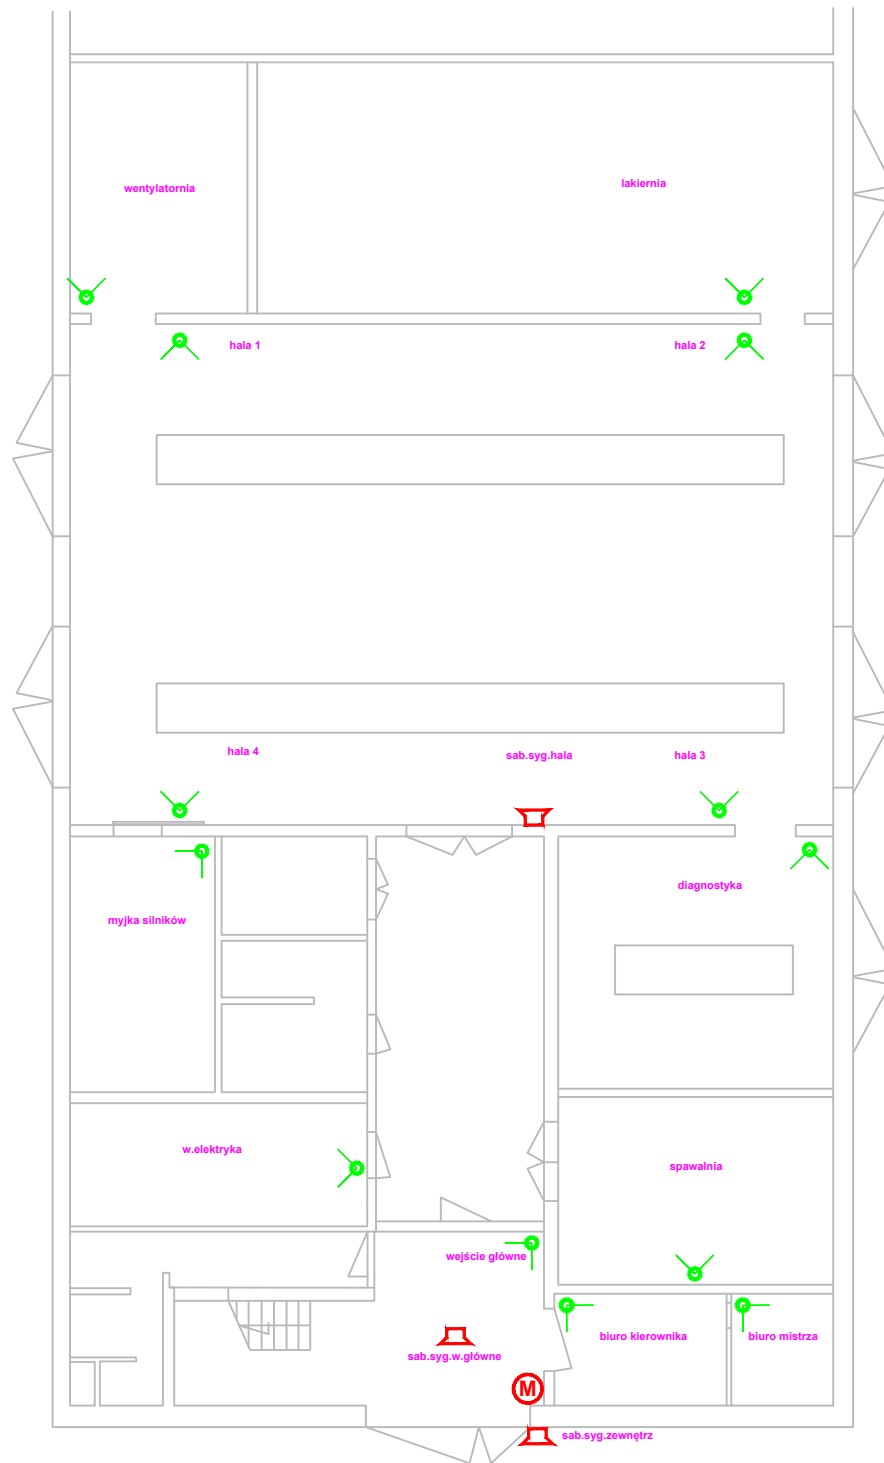 lakiernia
wentylatornia
hala 1
hala 2
hala 4
sab.syg.hala
hala 3
diagnostyka
myjka silników
w.elektryka
spawalnia
wejście główne
biuro kierownika
biuro mistrza
sab.syg.w.główne
M
sab.syg.zewnętrz